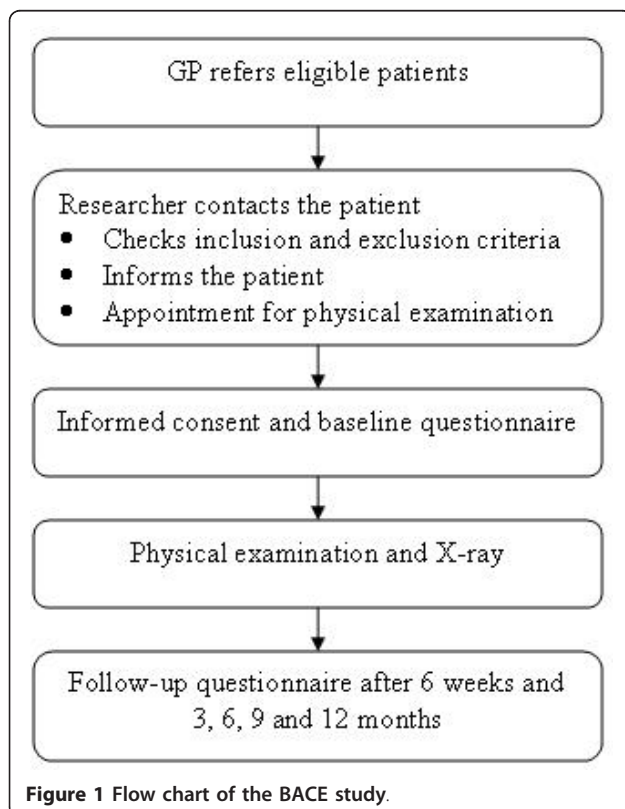 GP refers eligible patients
Researcher contacts the patient
• Checks inclusion and exclusion criteria
• Informs the patient
• Appointment for physical examination
Informed consent and baseline questionnaire
Physical examination and X-ray
Follow-up questionnaire after 6 weeks and
3, 6, 9 and 12 months
Figure 1 Flow chart of the BACE study.